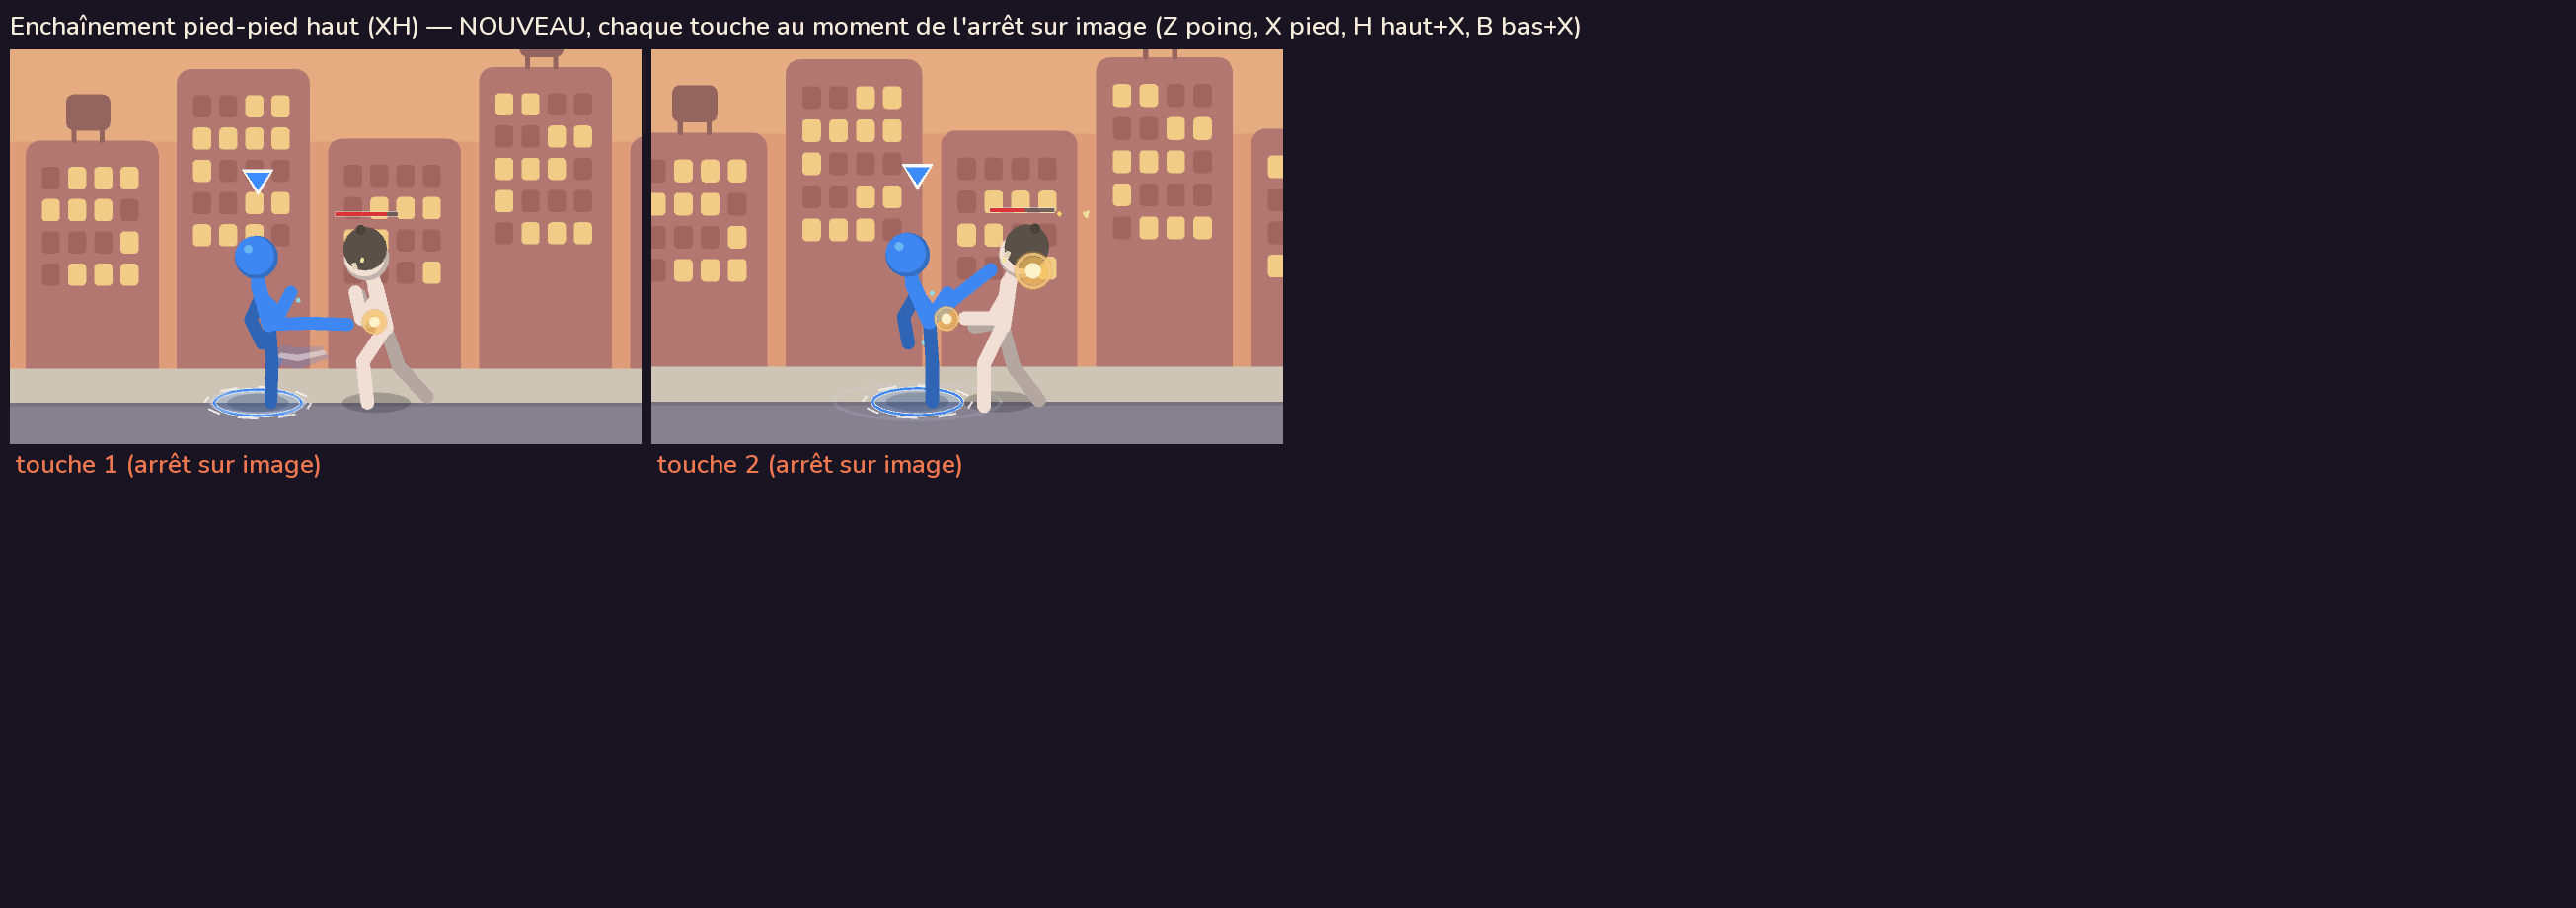 Enchaînement pied-pied haut (XH) — NOUVEAU, chaque touche au moment de l'arrêt sur image (Z poing, X pied, H haut+X, B bas+X)
touche 1 (arrêt sur image)
touche 2 (arrêt sur image)